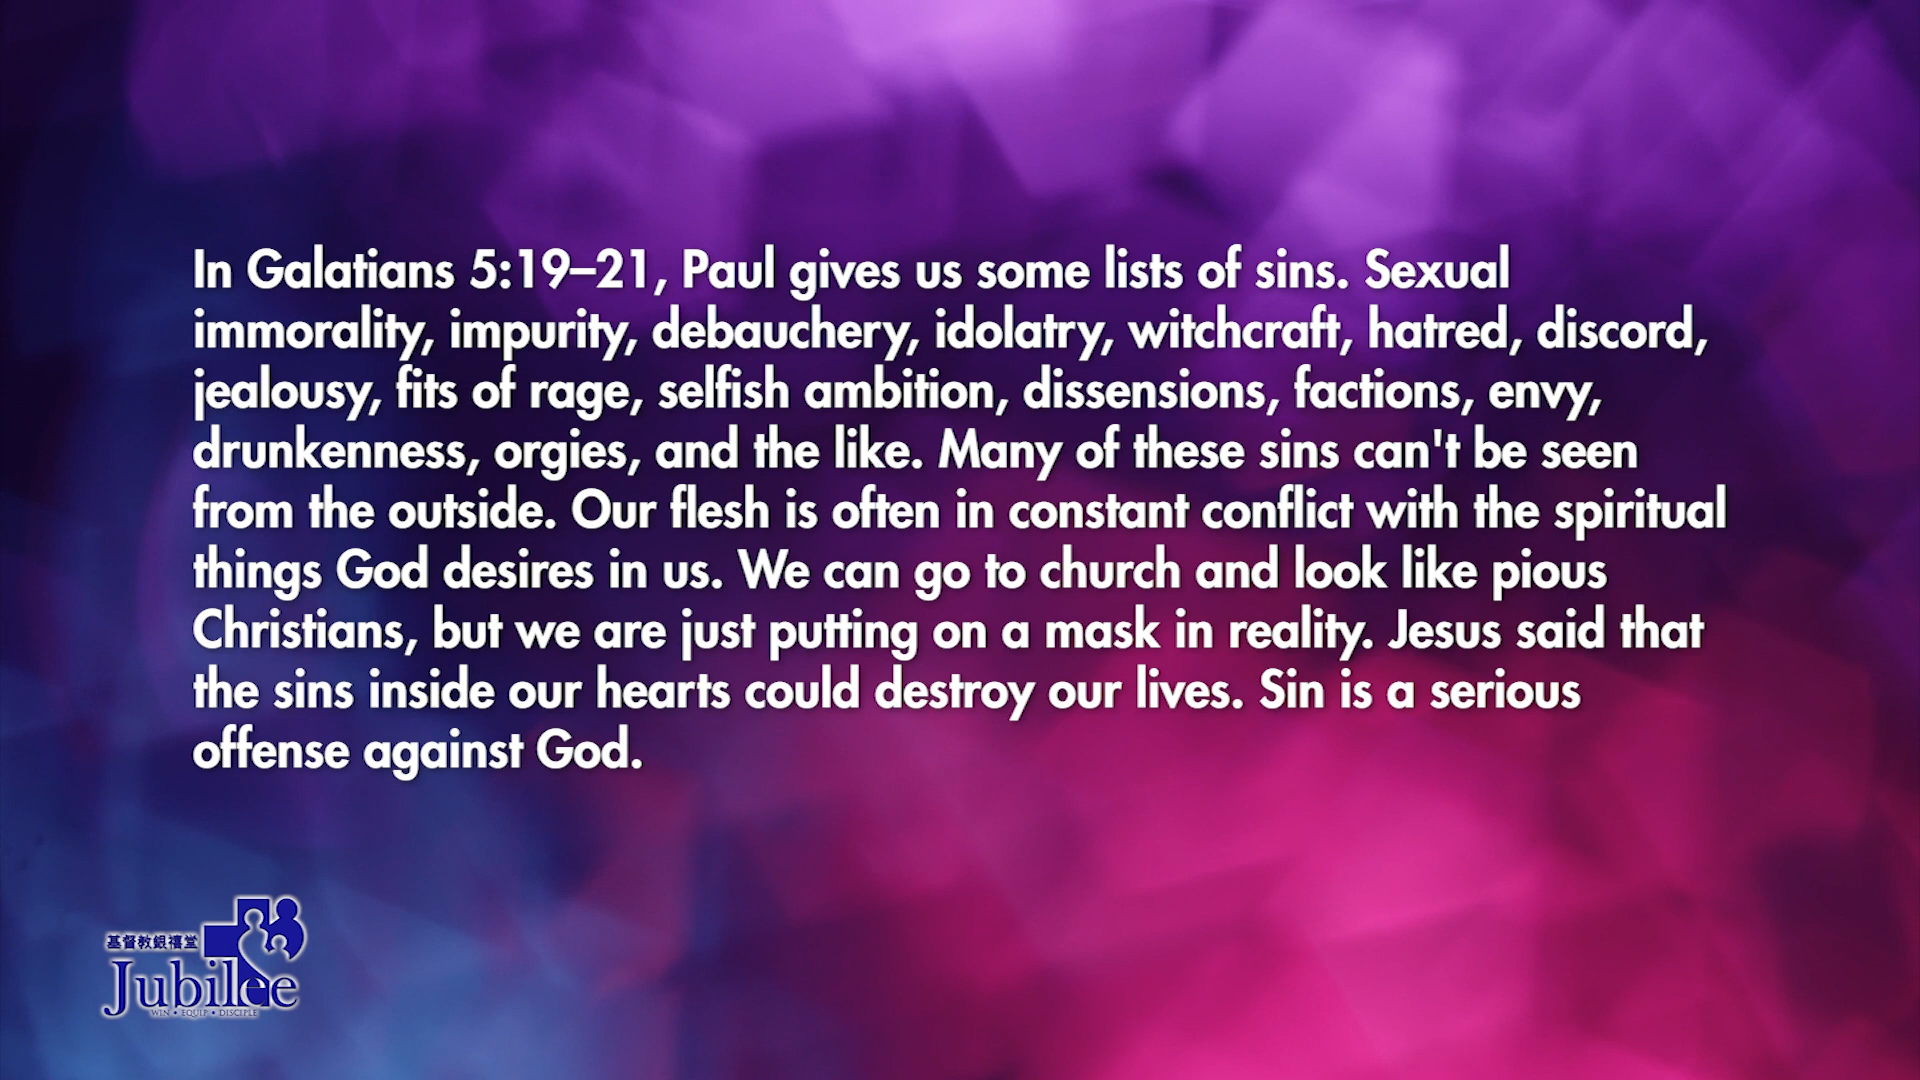 In Galatians 5:19–21, Paul gives us some lists of sins. Sexual
immorality, impurity, debauchery, idolatry, witchcraft, hatred, discord,
jealousy, fits of rage, selfish ambition, dissensions, factions, envy,
drunkenness, orgies, and the like. Many of these sins can't be seen
from the outside. Our flesh is often in constant conflict with the spiritual
things God desires in us. We can go to church and look like pious
Christians, but we are just putting on a mask in reality. Jesus said that
the sins inside our hearts could destroy our lives. Sin is a serious
offense against God.
基督教銀禧堂
Jubilee
WIN • EQUIP • DISCIPLE